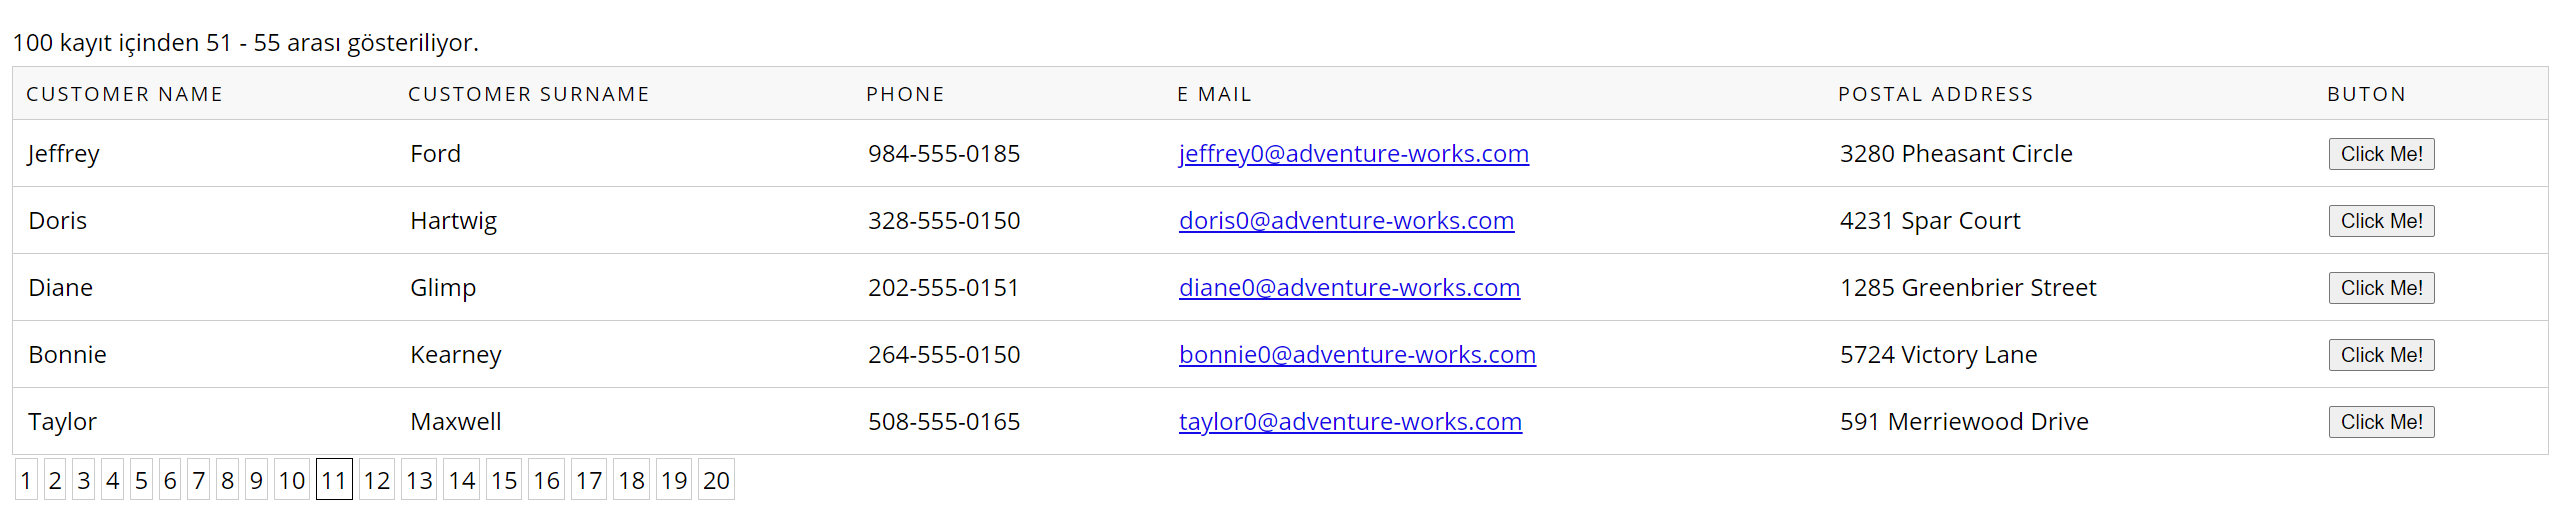 100 kayıt içinden 51 - 55 arası gösteriliyor.
CUSTOMER NAME CUSTOMER SURNAME PHONE E MAIL POSTAL ADDRESS BUTON
Jeffrey Ford 984-555-0185 jeffrey0@adventure-works.com 3280 Pheasant Circle Click Me!
Doris Hartwig 328-555-0150 doris0@adventure-works.com 4231 Spar Court Click Me!
Diane Glimp 202-555-0151 diane0@adventure-works.com 1285 Greenbrier Street Click Me!
Bonnie Kearney 264-555-0150 bonnie0@adventure-works.com 5724 Victory Lane Click Me!
Taylor Maxwell 508-555-0165 taylor0@adventure-works.com 591 Merriewood Drive Click Me!
1 2 3 4 5 6 7 8 9 10 11 12 13 14 15 16 17 18 19 20